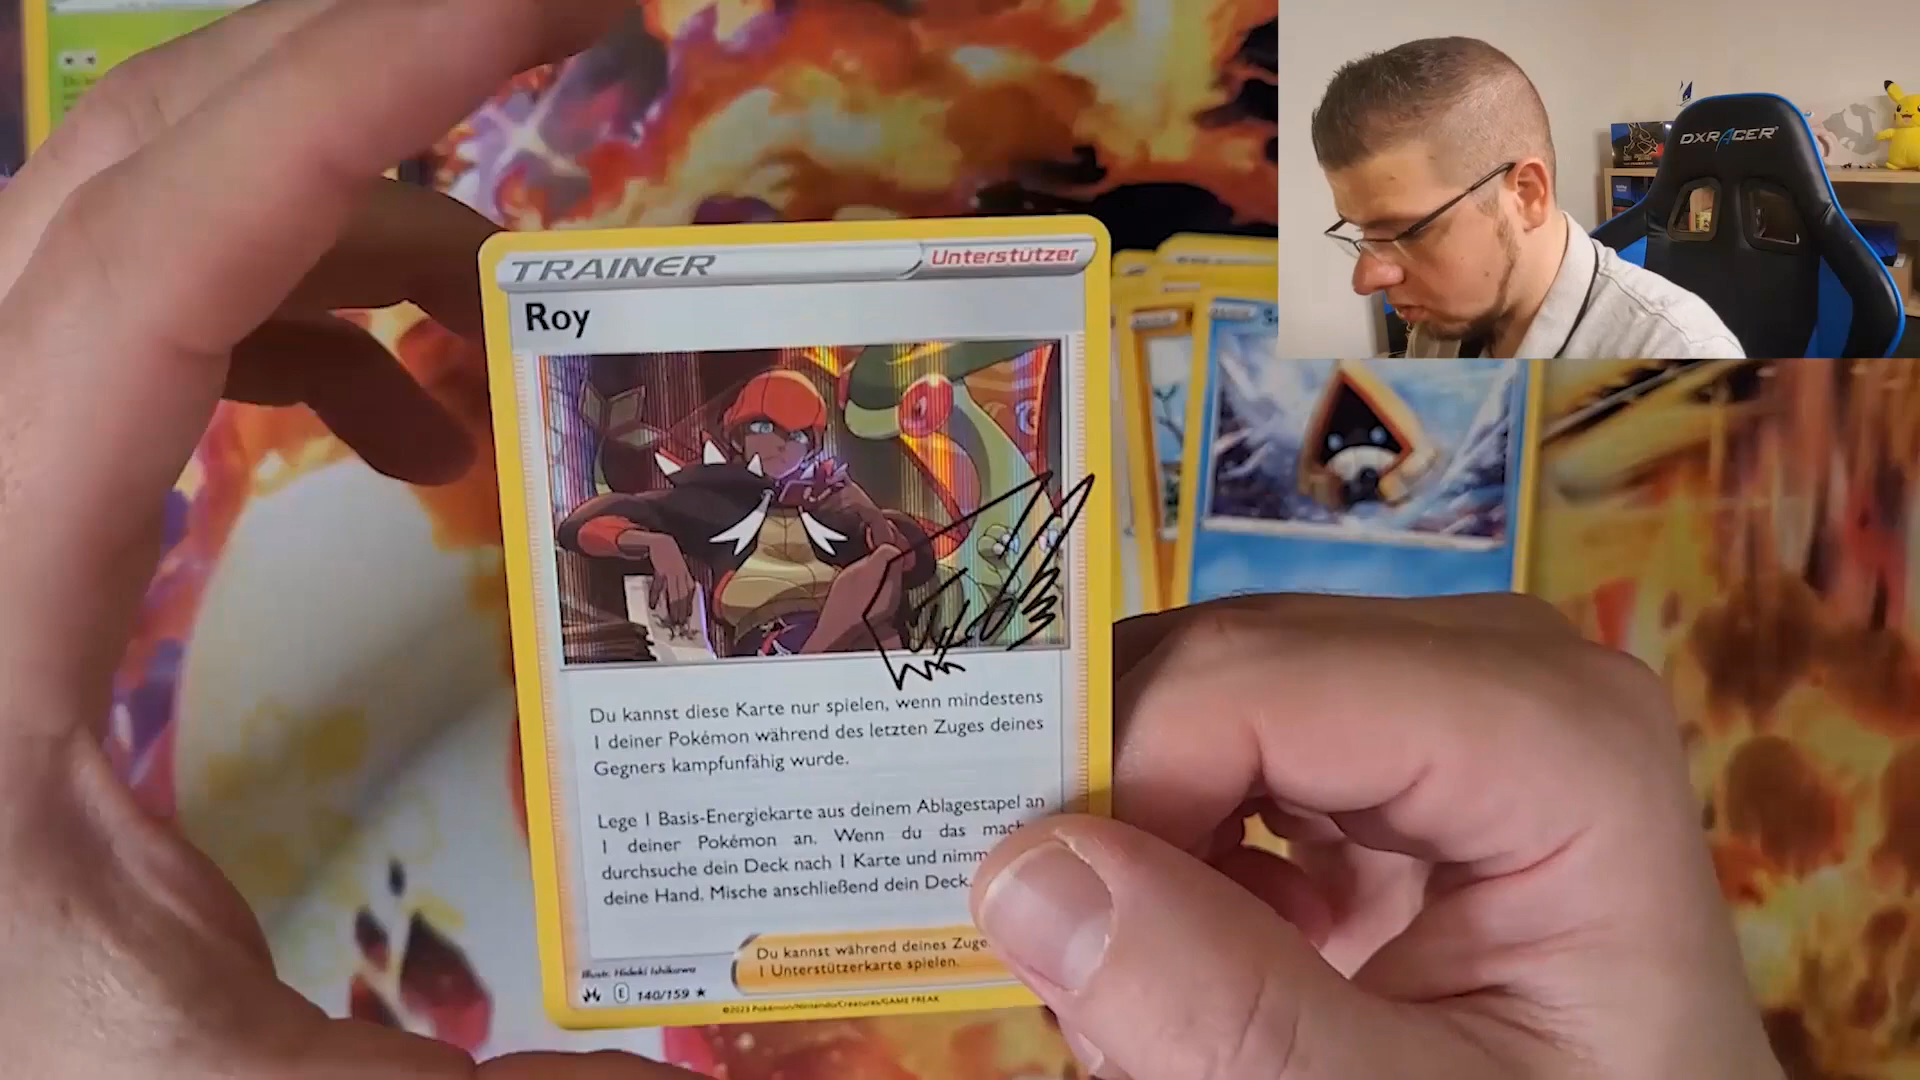 TRAINER
Unterstützer
Roy
Du kannst diese Karte nur spielen, wenn mindestens
1 deiner Pokémon während des letzten Zuges deines
Gegners kampfunfähig wurde.
Lege 1 Basis-Energiekarte aus deinem Ablagestapel an
1 deiner Pokémon an. Wenn du das mach
durchsuche dein Deck nach 1 Karte und nimm
deine Hand. Mische anschließend dein Deck.
Du kannst während deines Zuge
1 Unterstützerkarte spielen.
Illustr. Hideki Ishikawa
E 140/159
©2023 Pokémon/Nintendo/Creatures/GAME FREAK
DXRACER